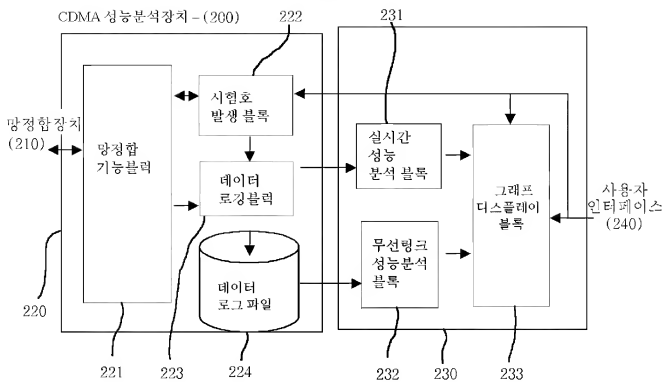 CDMA 성능분석장치 – (200)
222
231
시험호
발생 블록
망정합장치
(210)
망정합
기능블럭
실시간
성능
분석 블록
데이터
로깅블럭
그래프
디스플레이
블록
사용자
인터페이스
(240)
무선링크
성능분석
블록
데이터
로그 파일
220
221
223
224
232
230
233